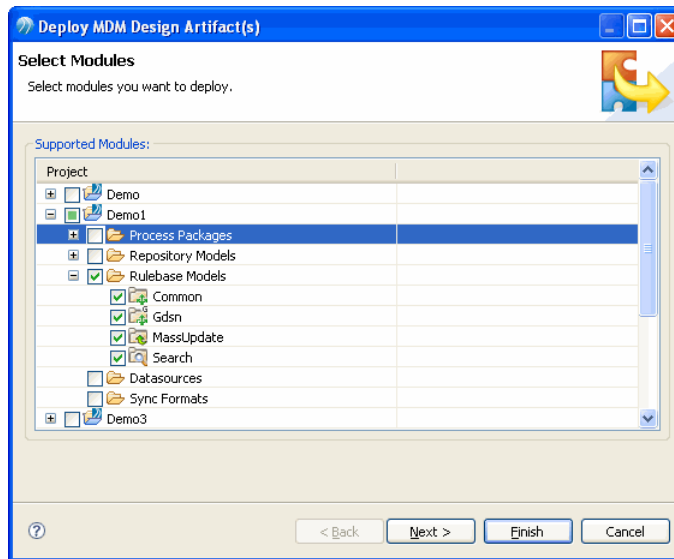 Deploy MDM Design Artifact(s)
Select Modules
Select modules you want to deploy.
Supported Modules:
Project
Demo
Demo1
Process Packages
Repository Models
Rulebase Models
Common
Gdsn
MassUpdate
Search
Datasources
Sync Formats
Demo3
? < Back Next > Finish Cancel